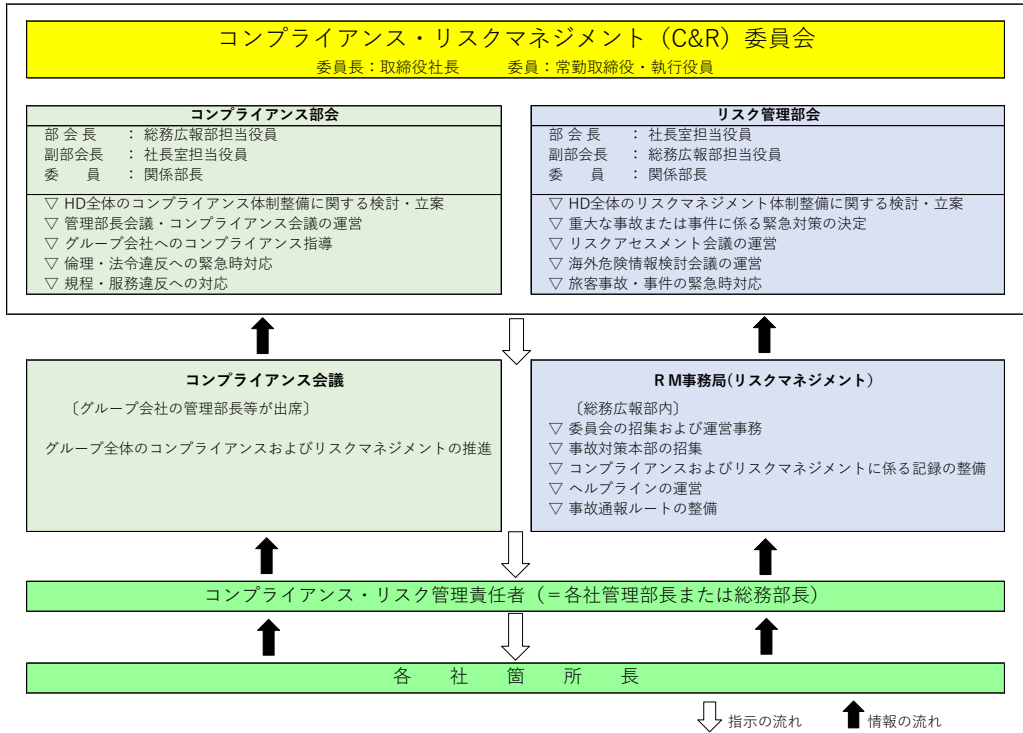 コンプライアンス・リスクマネジメント（C&R）委員会
委員長：取締役社長　　委員：常勤取締役・執行役員
コンプライアンス部会
部会長　：総務広報部担当役員
副部会長　：社長室担当役員
委　員　：関係部長
▽ HD全体のコンプライアンス体制整備に関する検討・立案
▽ 管理部長会議・コンプライアンス会議の運営
▽ グループ会社へのコンプライアンス指導
▽ 倫理・法令違反への緊急時対応
▽ 規程・服務違反への対応
リスク管理部会
部会長　：社長室担当役員
副部会長　：総務広報部担当役員
委　員　：関係部長
▽ HD全体のリスクマネジメント体制整備に関する検討・立案
▽ 重大な事故または事件に係る緊急対策の決定
▽ リスクアセスメント会議の運営
▽ 海外危険情報検討会議の運営
▽ 旅客事故・事件の緊急時対応
コンプライアンス会議
〔グループ会社の管理部長等が出席〕
グループ全体のコンプライアンスおよびリスクマネジメントの推進
ＲＭ事務局(リスクマネジメント）
〔総務広報部内〕
▽ 委員会の招集および運営事務
▽ 事故対策本部の招集
▽ コンプライアンスおよびリスクマネジメントに係る記録の整備
▽ ヘルプラインの運営
▽ 事故通報ルートの整備
コンプライアンス・リスク管理責任者（＝各社管理部長または総務部長）
各　社　箇　所　長
指示の流れ
情報の流れ